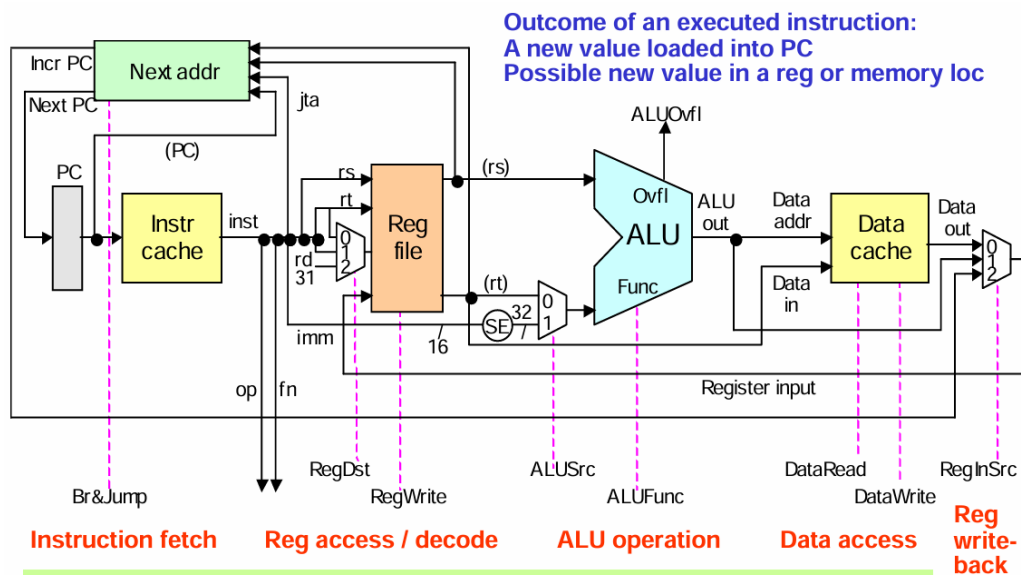 Outcome of an executed instruction:
A new value loaded into PC
Possible new value in a reg or memory loc
Incr PC
Next addr
Next PC
jta
(PC)
ALUOvfl
PC
rs
(rs)
rt
Instr
cache
inst
0
1
2
rd
31
Reg
file
Ovfl
ALU
Func
ALU
out
Data
addr
Data
cache
Data
out
0
1
2
Data
in
(rt)
0
1
imm
16
SE
32
op
fn
Register input
RegDst
ALUSrc
DataRead
RegInSrc
Br&Jump
RegWrite
ALUFunc
DataWrite
Instruction fetch
Reg access / decode
ALU operation
Data access
Reg
write-
back